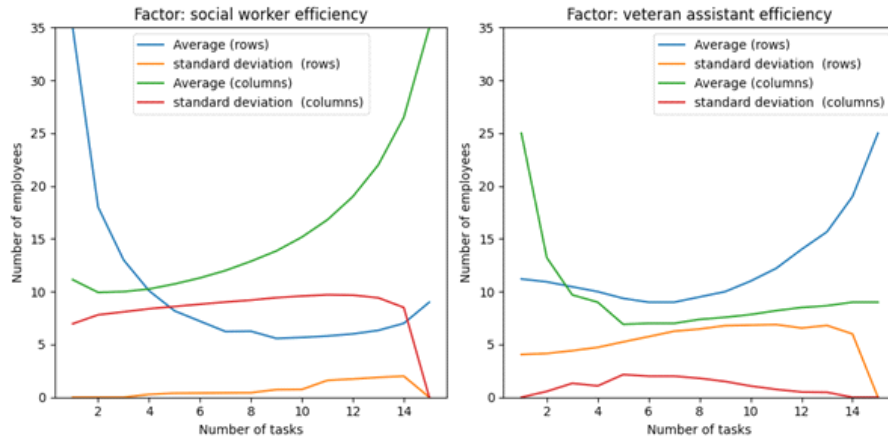 Factor: social worker efficiency
35
30
25
20
15
10
5
0
Number of employees
Average (rows)
standard deviation (rows)
Average (columns)
standard deviation (columns)
2 4 6 8 10 12 14
Number of tasks
Factor: veteran assistant efficiency
35
30
25
20
15
10
5
0
Number of employees
Average (rows)
standard deviation (rows)
Average (columns)
standard deviation (columns)
2 4 6 8 10 12 14
Number of tasks